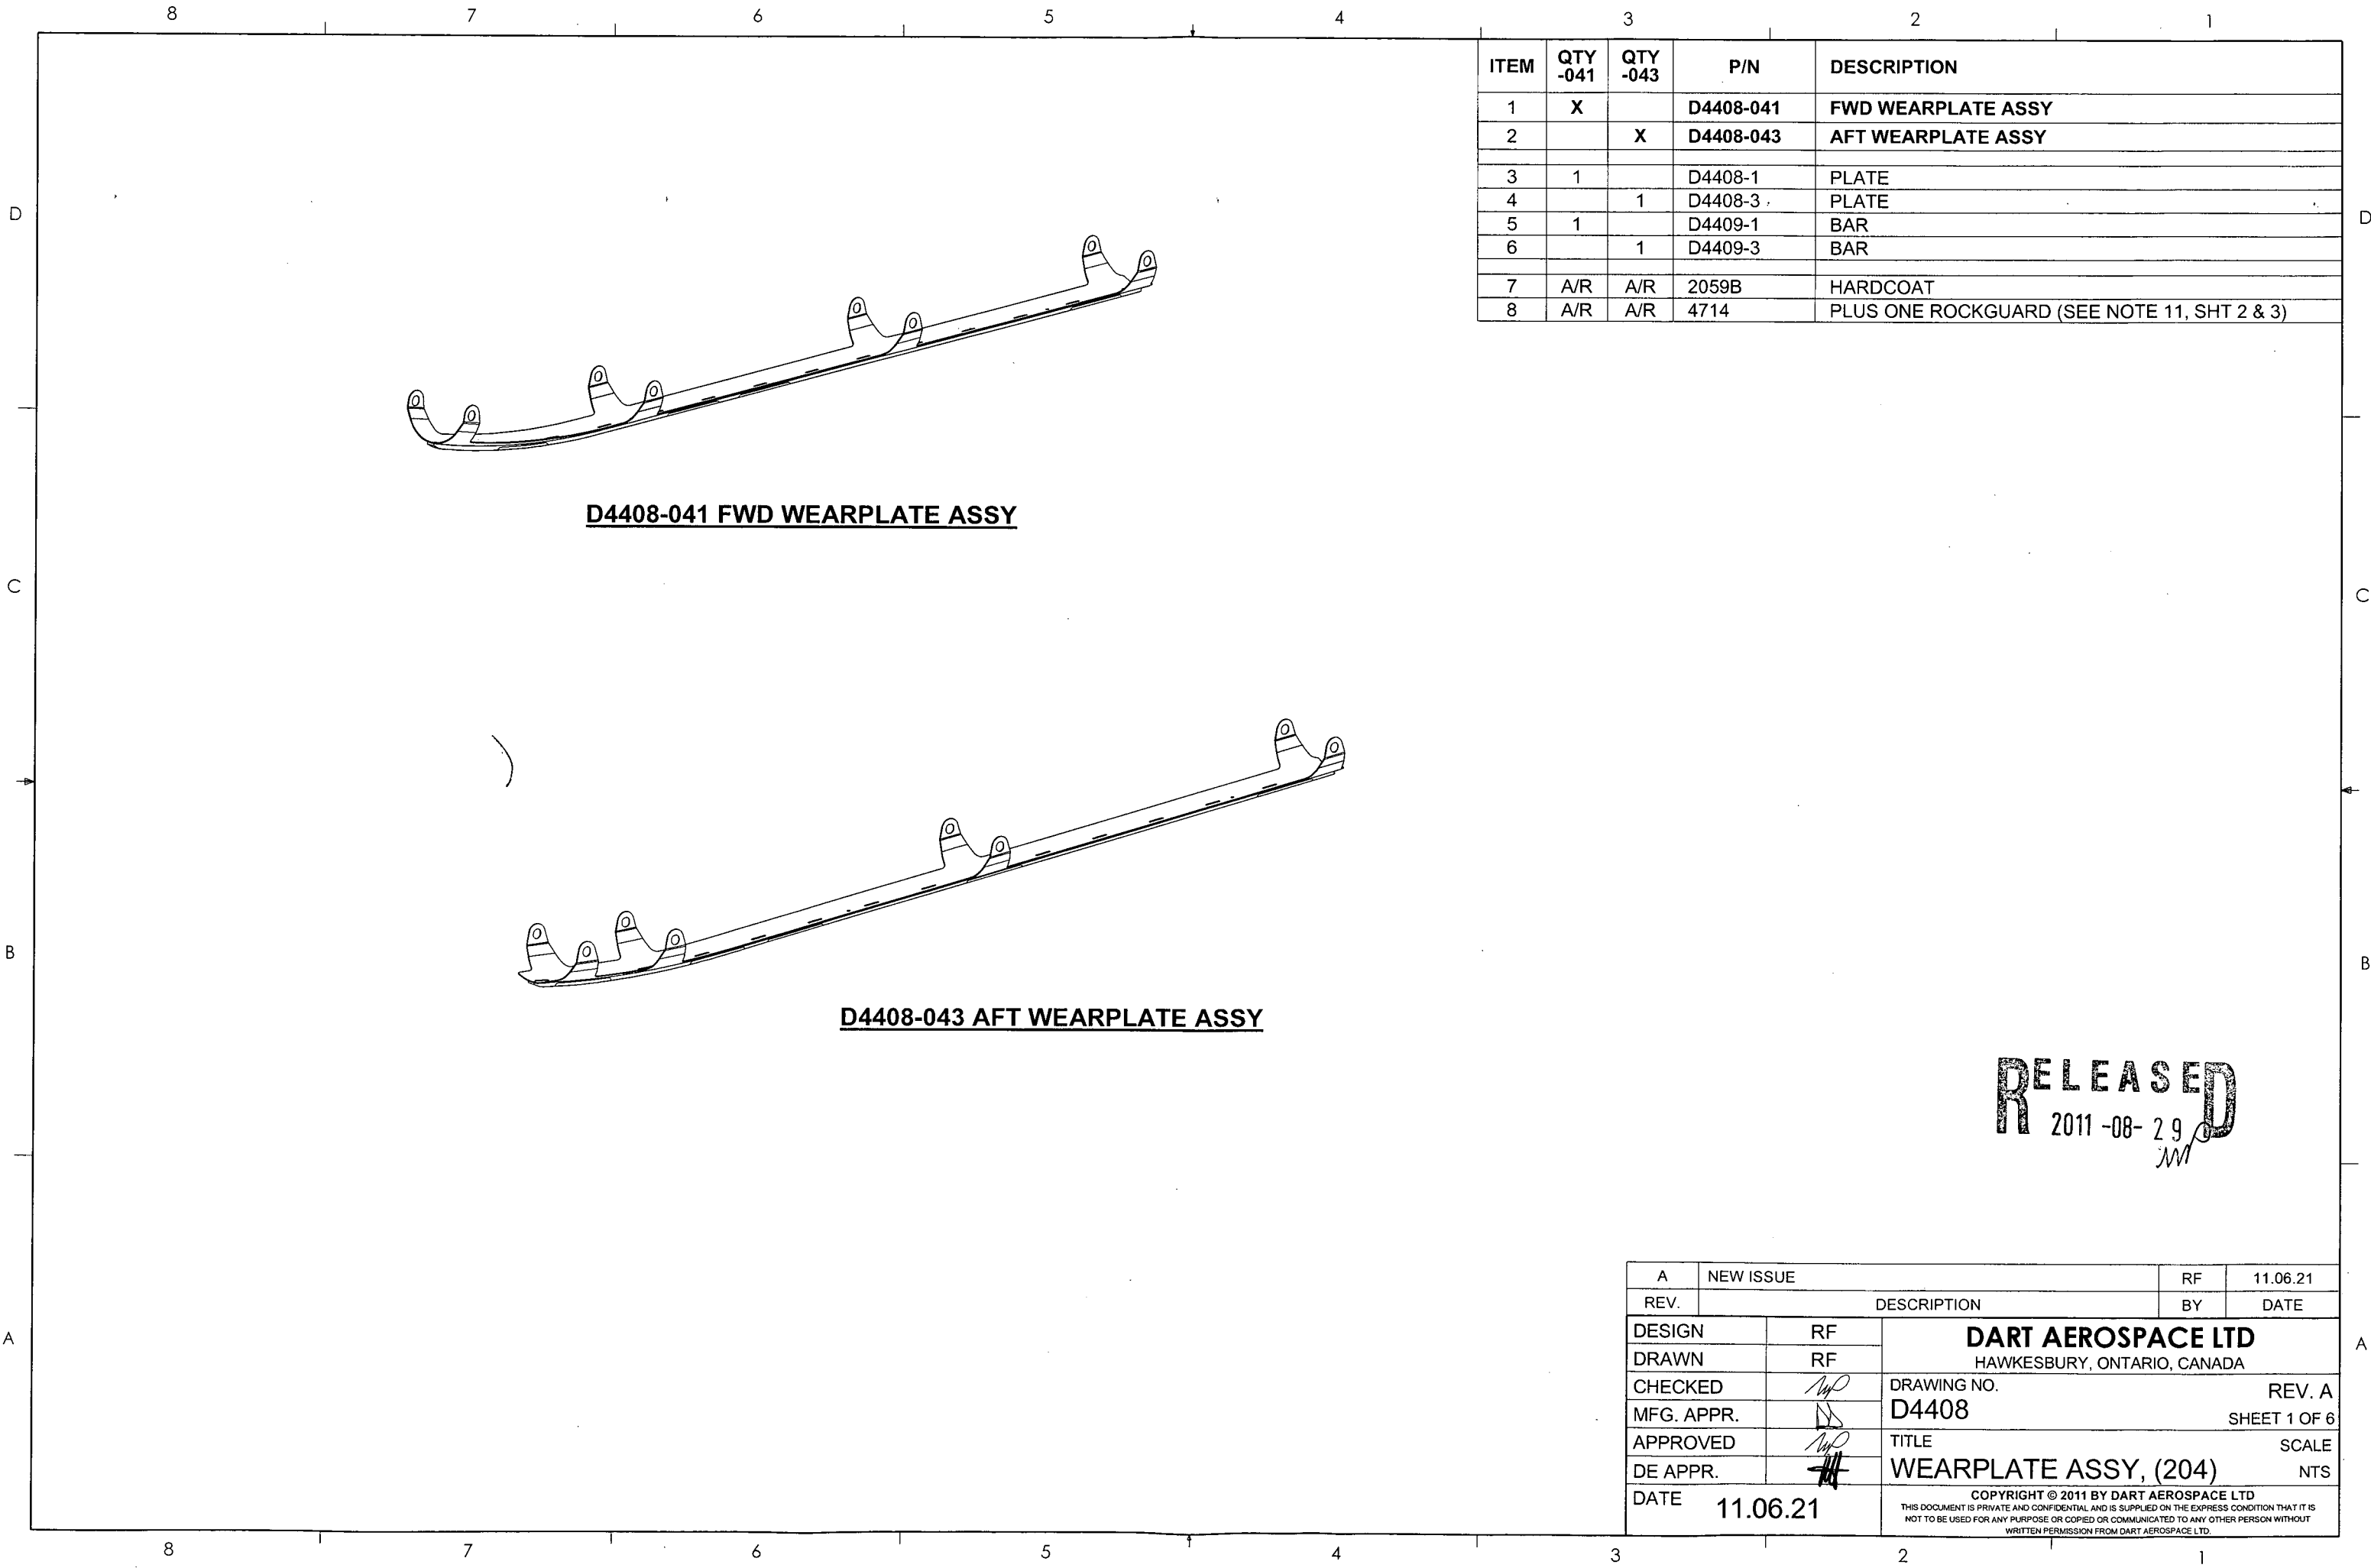 8 7 6 5 4 3 2 1
ITEM QTY -041 QTY -043 P/N DESCRIPTION
1 X D4408-041 FWD WEARPLATE ASSY
2 X D4408-043 AFT WEARPLATE ASSY
3 1 D4408-1 PLATE
4 1 D4408-3 PLATE
5 1 D4409-1 BAR
6 1 D4409-3 BAR
7 A/R A/R 2059B HARDCOAT
8 A/R A/R 4714 PLUS ONE ROCKGUARD (SEE NOTE 11, SHT 2 & 3)
D D
D4408-041 FWD WEARPLATE ASSY
C C
B B
D4408-043 AFT WEARPLATE ASSY
RELEASED
2011-08-29
A NEW ISSUE RF 11.06.21
REV. DESCRIPTION BY DATE
A A
DESIGN RF
DRAWN RF
CHECKED
MFG. APPR.
APPROVED
DE APPR.
DATE 11.06.21
DART AEROSPACE LTD
HAWKESBURY, ONTARIO, CANADA
DRAWING NO. REV. A
D4408 SHEET 1 OF 6
TITLE SCALE
WEARPLATE ASSY, (204) NTS
COPYRIGHT © 2011 BY DART AEROSPACE LTD
THIS DOCUMENT IS PRIVATE AND CONFIDENTIAL AND IS SUPPLIED ON THE EXPRESS CONDITION THAT IT IS
NOT TO BE USED FOR ANY PURPOSE OR COPIED OR COMMUNICATED TO ANY OTHER PERSON WITHOUT
WRITTEN PERMISSION FROM DART AEROSPACE LTD.
8 7 6 5 4 3 2 1